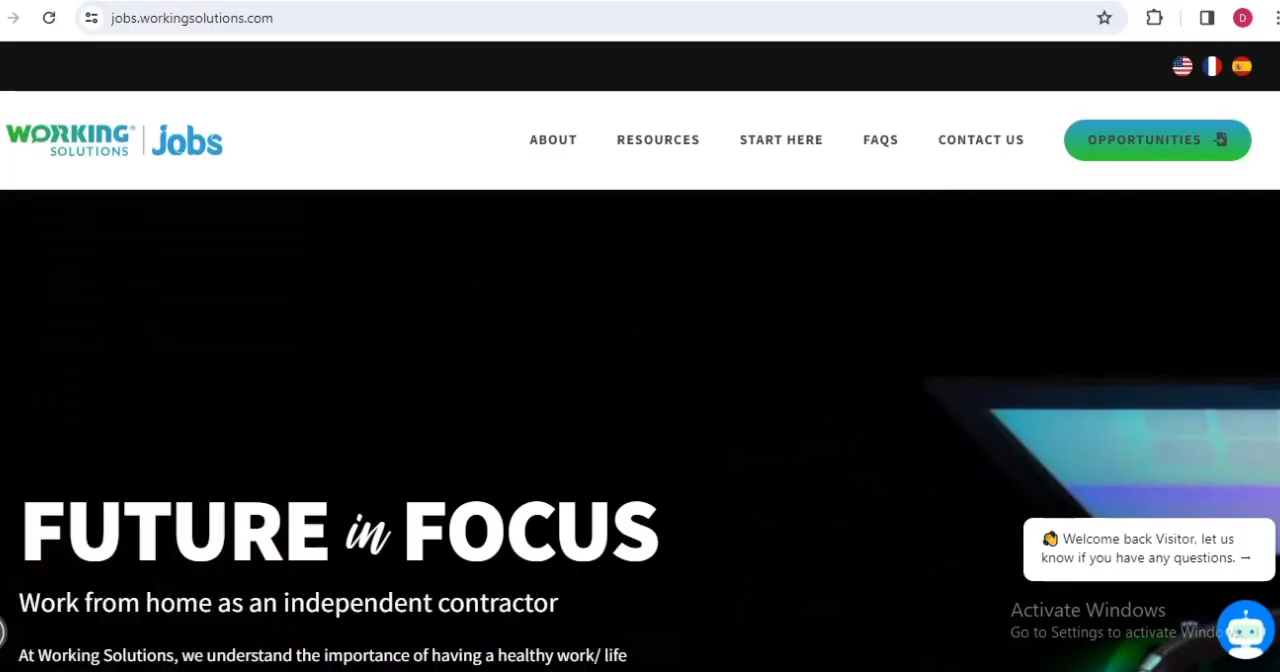 jobs.workingsolutions.com
D
WORKING® SOLUTIONS | jobs
ABOUT RESOURCES START HERE FAQS CONTACT US OPPORTUNITIES
FUTURE in FOCUS
Work from home as an independent contractor
At Working Solutions, we understand the importance of having a healthy work/ life
Welcome back Visitor, let us
know if you have any questions. →
Activate Windows
Go to Settings to activate Windows